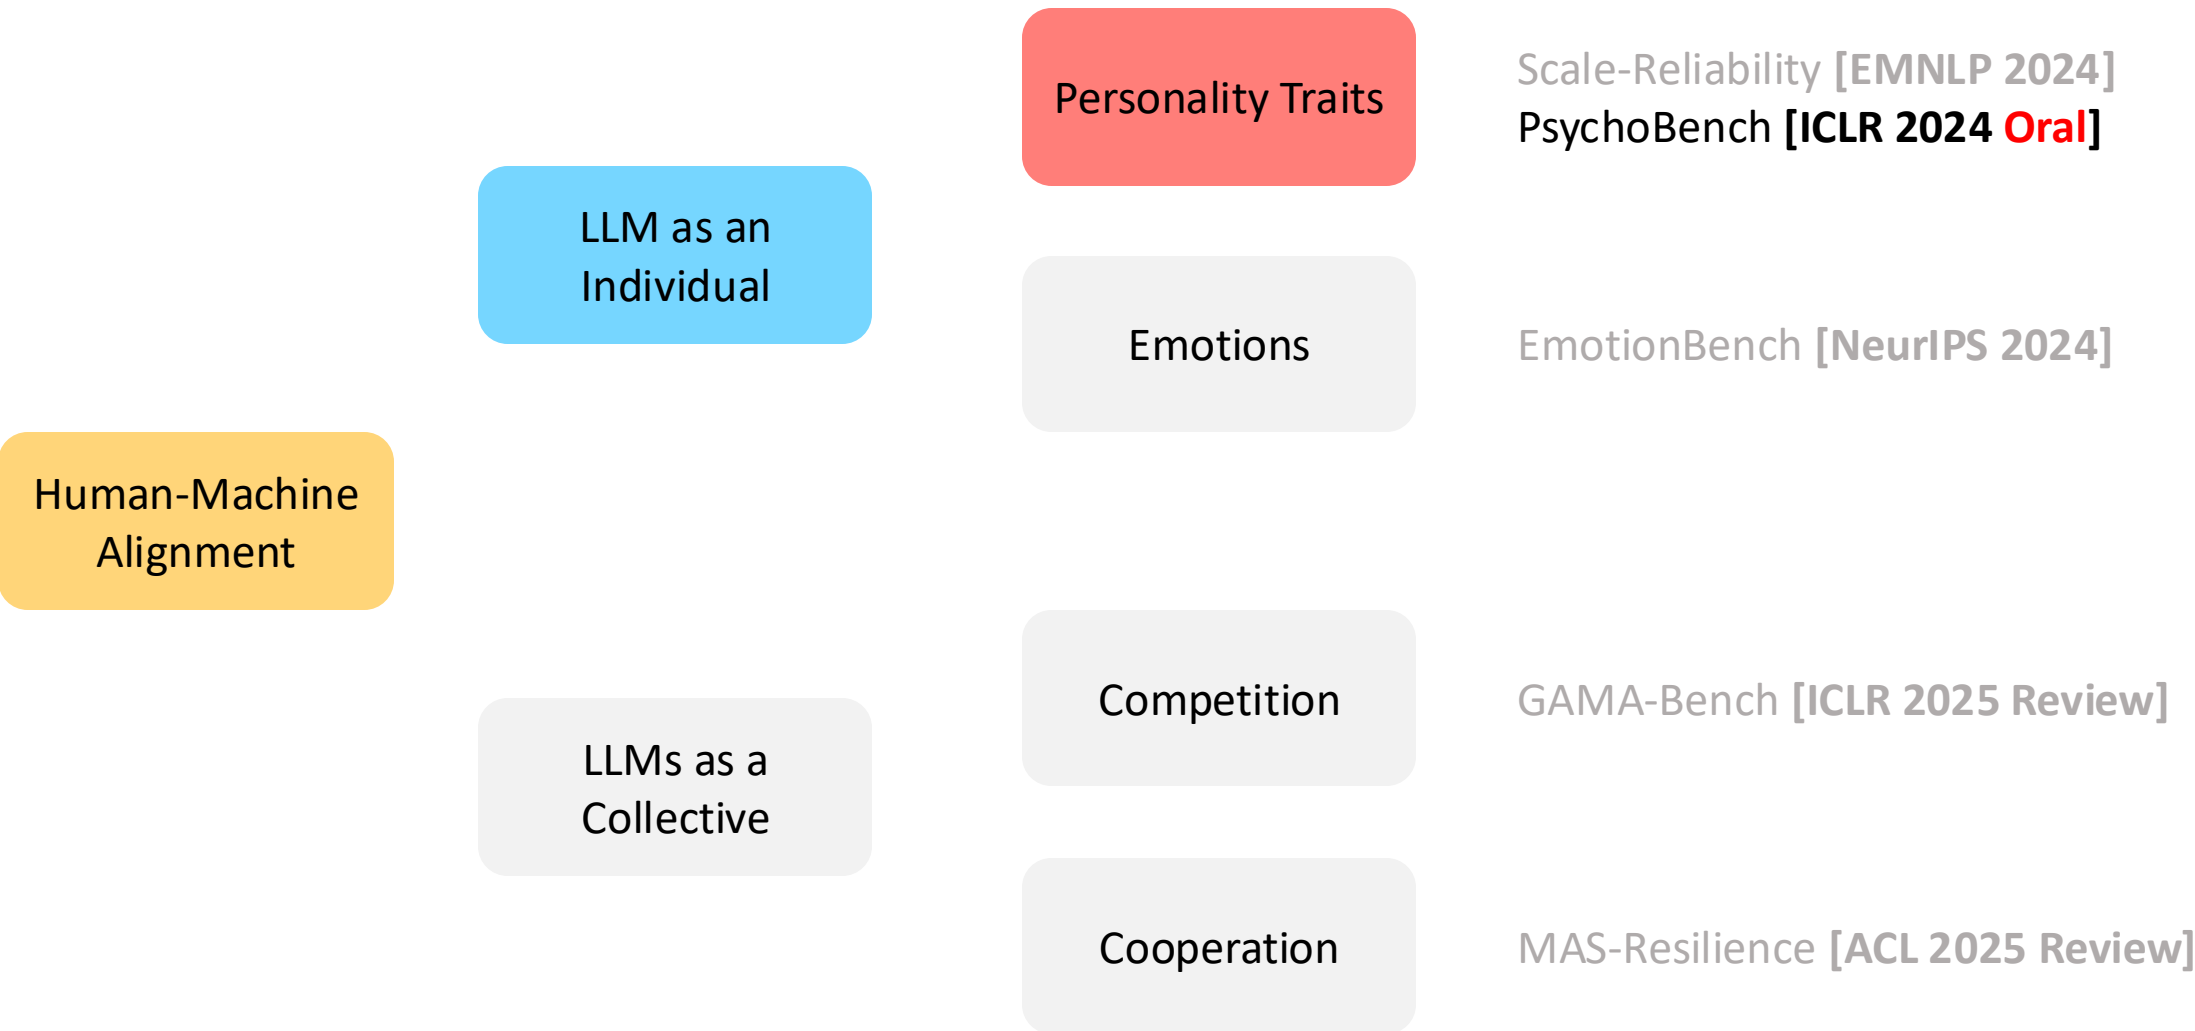 Personality Traits
Scale-Reliability [EMNLP 2024]
PsychoBench [ICLR 2024 Oral]
LLM as an
Individual
Emotions
EmotionBench [NeurIPS 2024]
Human-Machine
Alignment
Competition
GAMA-Bench [ICLR 2025 Review]
LLMs as a
Collective
Cooperation
MAS-Resilience [ACL 2025 Review]